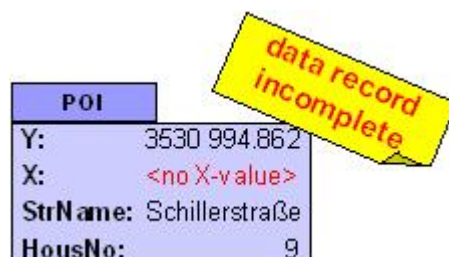 data record
incomplete
POI
Y: 3530 994.862
X: <no X-value>
StrName: Schillerstraße
HousNo: 9